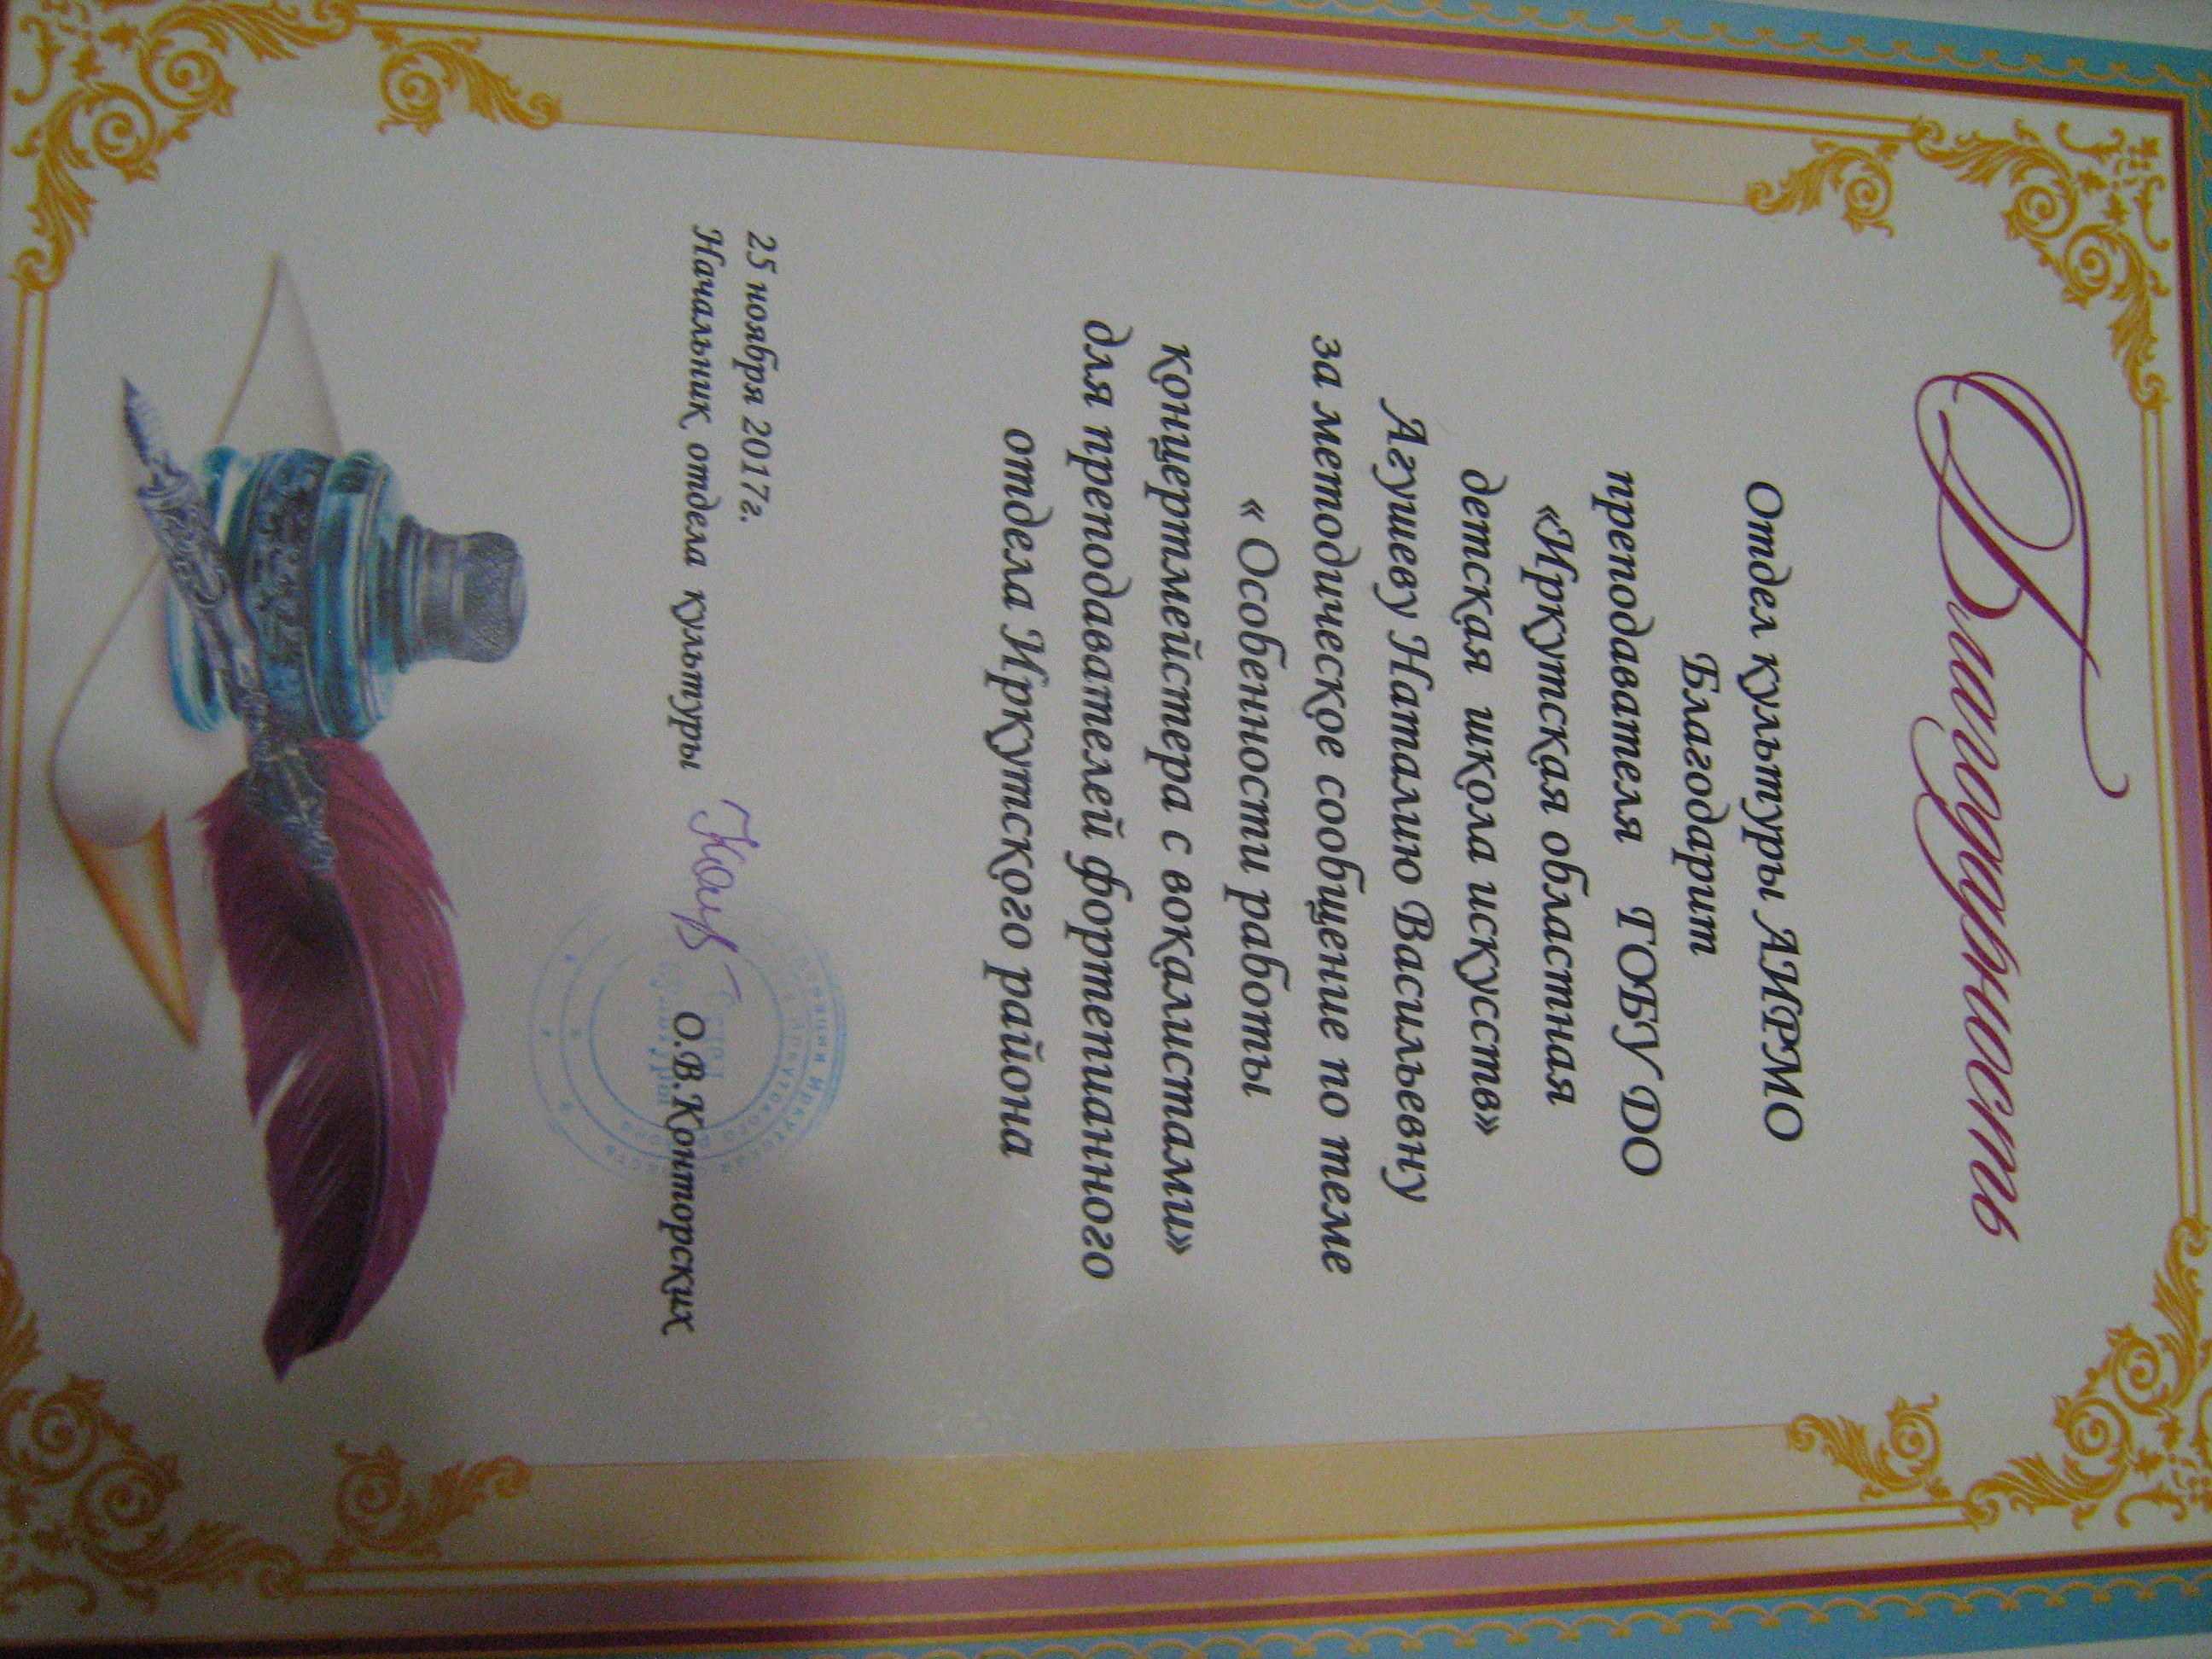 Благодарность
Отдел культуры АИРМО
Благодарит
преподавателя ГОБУ ДО
«Иркутская областная
детская школа искусств»
Агушеву Наталию Васильевну
за методическое сообщение по теме
« Особенности работы
концертмейстера с вокалистами»
для преподавателей фортепианного
отдела Иркутского района
25 ноября 2017г.
Начальник отдела культуры О.В.Конторских